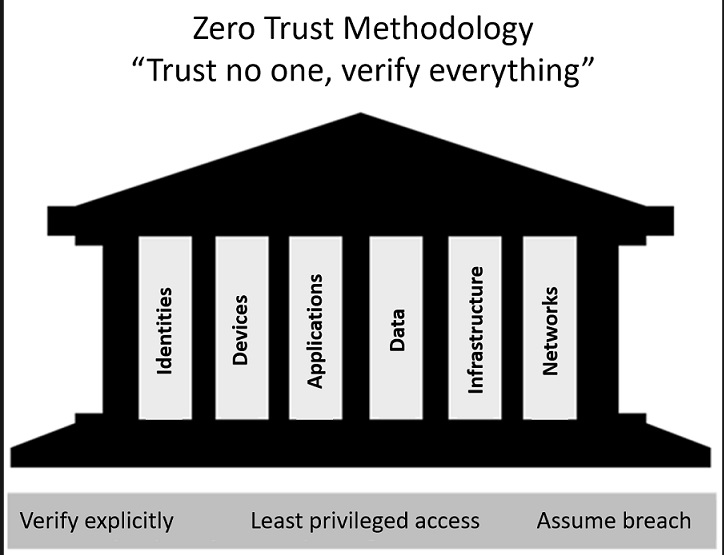 Zero Trust Methodology
“Trust no one, verify everything”
Identities
Devices
Applications
Data
Infrastructure
Networks
Verify explicitly
Least privileged access
Assume breach